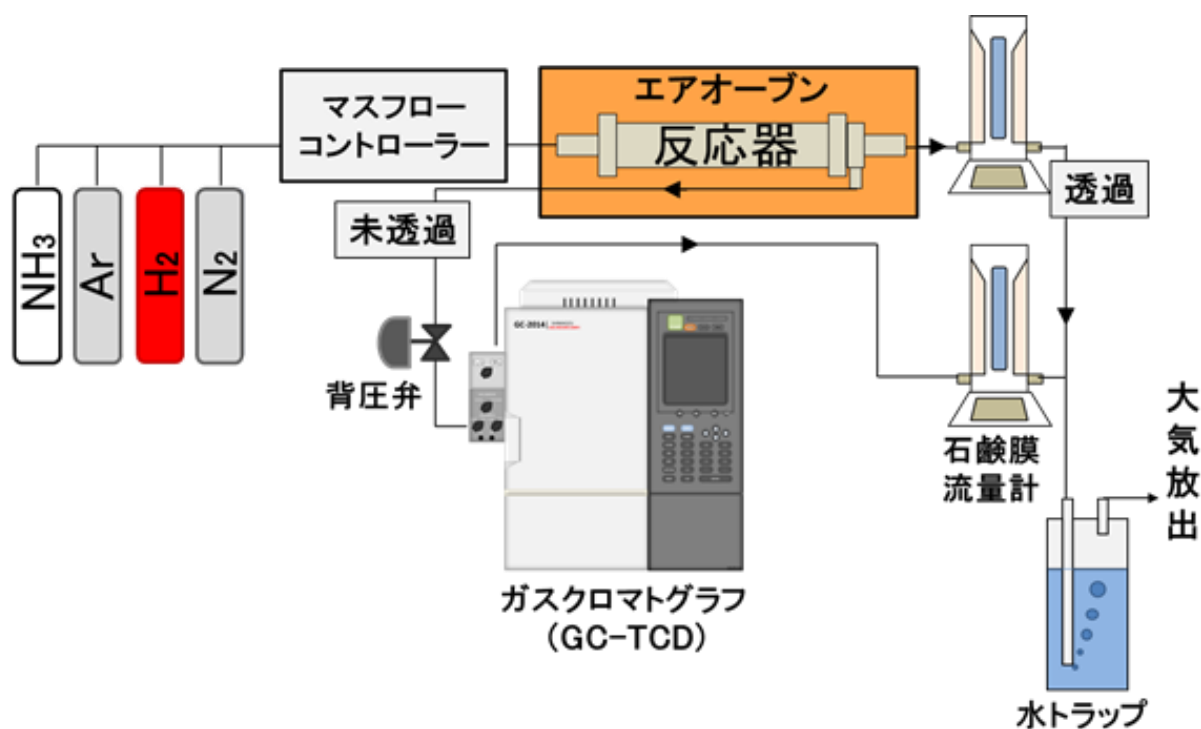 マスフロー
コントローラー
エアオーブン
反応器
透過
未透過
NH3
Ar
H2
N2
GC-2014
背圧弁
石鹸膜
流量計
大気放出
ガスクロマトグラフ
(GC-TCD)
水トラップ